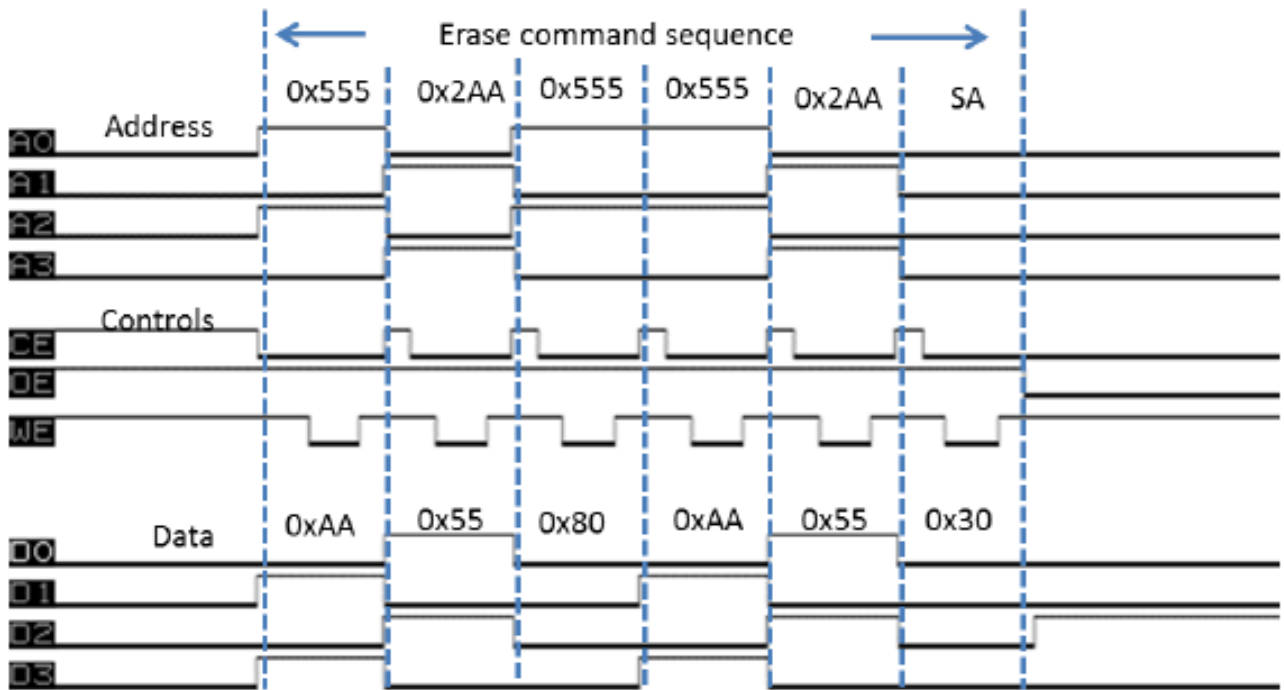 Erase command sequence
0x555 0x2AA 0x555 0x555 0x2AA SA
Address
A0
A1
A2
A3
Controls
CE
OE
WE
0xAA 0x55 0x80 0xAA 0x55 0x30
Data
D0
D1
D2
D3